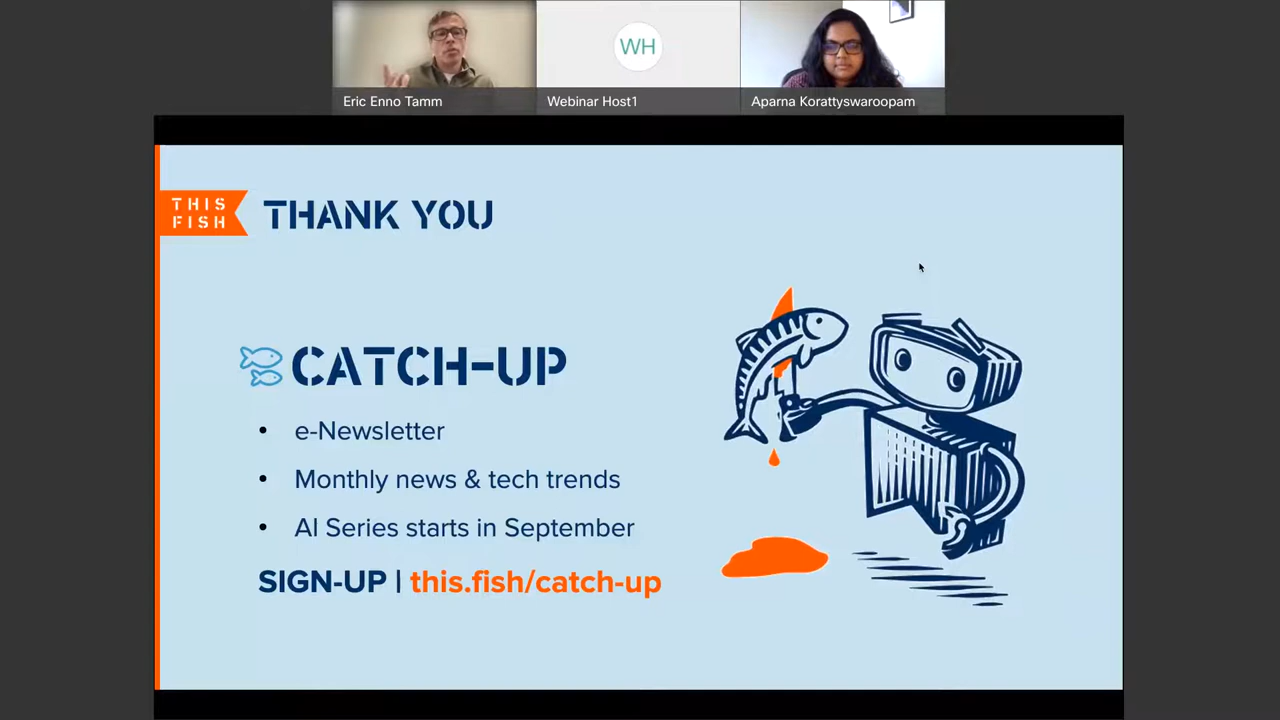 WH
Eric Enno Tamm
Webinar Host1
Aparna Korattyswaroopam
THIS
FISH
THANK YOU
CATCH-UP
• e-Newsletter
• Monthly news & tech trends
• AI Series starts in September
SIGN-UP | this.fish/catch-up